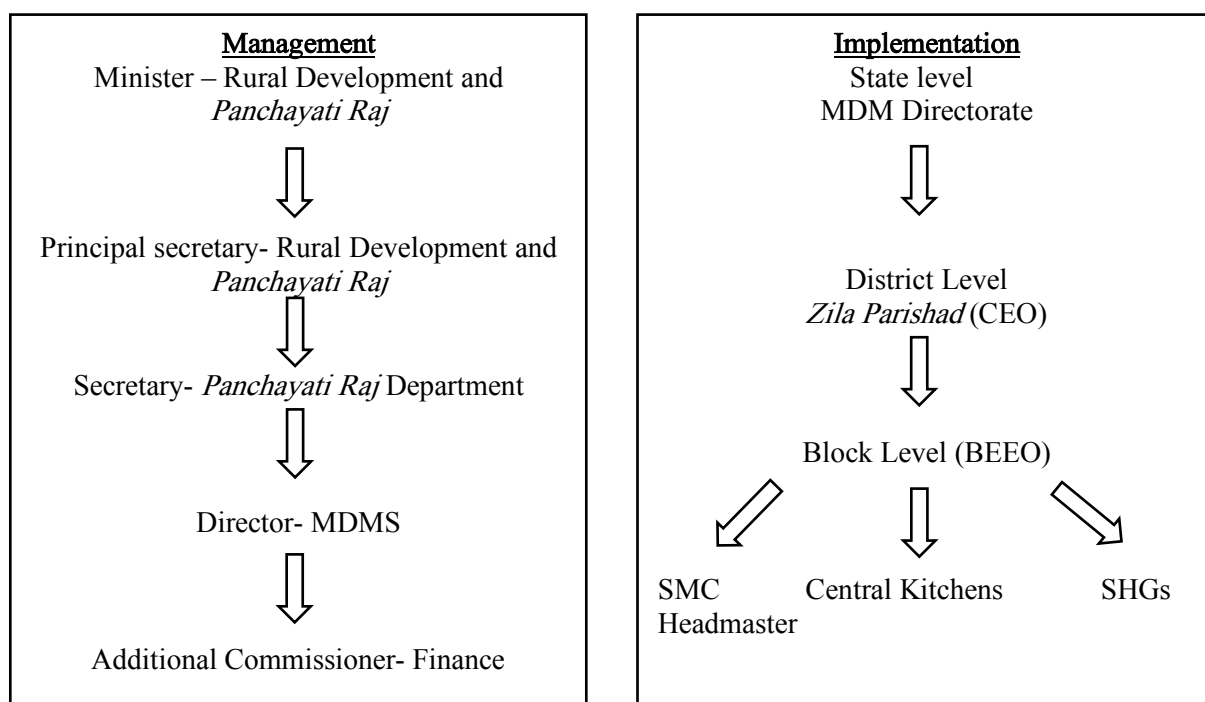 Management
Minister – Rural Development and
Panchayati Raj
Principal secretary- Rural Development and
Panchayati Raj
Secretary- Panchayati Raj Department
Director- MDMS
Additional Commissioner- Finance
Implementation
State level
MDM Directorate
District Level
Zila Parishad (CEO)
Block Level (BEEO)
SMC
Headmaster
Central Kitchens
SHGs